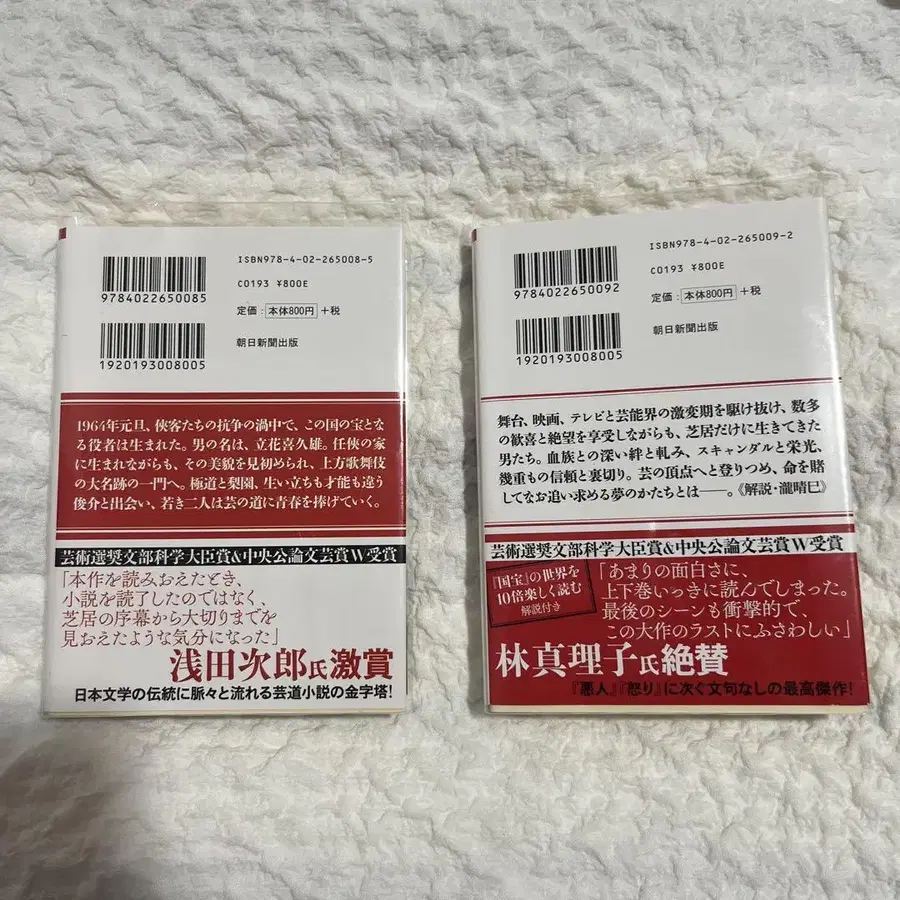 9784022650085
1920193008005
ISBN978-4-02-265008-5
C0193 ¥800E
定価：本体800円＋税
朝日新聞出版
1964年元旦、俠客たちの抗争の渦中で、この国の宝と
なる役者は生まれた。男の名は、立花喜久雄。任俠の家
に生まれながらも、その美貌を見初められ、上方歌舞伎
の大名跡の一門へ。極道と梨園、生い立ちも才能も違う
俊介と出会い、若き二人は芸の道に青春を捧げていく。
芸術選奨文部科学大臣賞&中央公論文芸賞W受賞
「本作を読みおえたとき、
小説を読了したのではなく、
芝居の序幕から大切りまでを
見おえたような気分になった」
浅田次郎氏激賞
日本文学の伝統に脈々と流れる芸道小説の金字塔！
9784022650092
1920193008005
ISBN978-4-02-265009-2
C0193 ¥800E
定価：本体800円＋税
朝日新聞出版
舞台、映画、テレビと芸能界の激変期を駆け抜け、数多
の歓喜と絶望を享受しながらも、芝居だけに生きてきた
男たち。血族との深い絆と軋み、スキャンダルと栄光、
幾重もの信頼と裏切り。芸の頂点へと登りつめ、命を賭
してなお追い求める夢のかたちとは――。《解説・瀧晴巳》
芸術選奨文部科学大臣賞&中央公論文芸賞W受賞
『国宝』の世界を
10倍楽しく読む
解説付き
「あまりの面白さに、
上下巻いっきに読んでしまった。
最後のシーンも衝撃的で、
この大作のラストにふさわしい」
林真理子氏絶賛
『悪人』『怒り』に次ぐ文句なしの最高傑作！